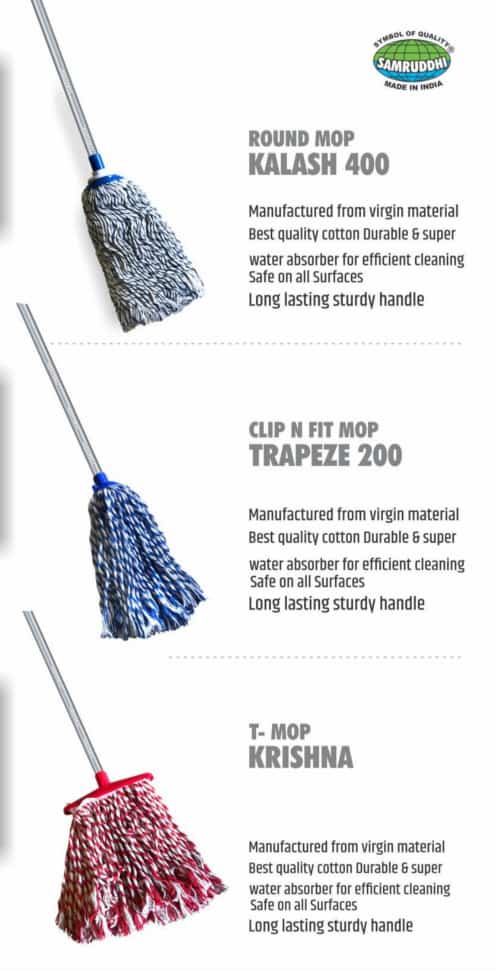 SYMBOL OF QUALITY®
SAMRUDDHI
MADE IN INDIA
ROUND MOP
KALASH 400
Manufactured from virgin material
Best quality cotton Durable & super
water absorber for efficient cleaning
Safe on all Surfaces
Long lasting sturdy handle
CLIP N FIT MOP
TRAPEZE 200
Manufactured from virgin material
Best quality cotton Durable & super
water absorber for efficient cleaning
Safe on all Surfaces
Long lasting sturdy handle
T- MOP
KRISHNA
Manufactured from virgin material
Best quality cotton Durable & super
water absorber for efficient cleaning
Safe on all Surfaces
Long lasting sturdy handle